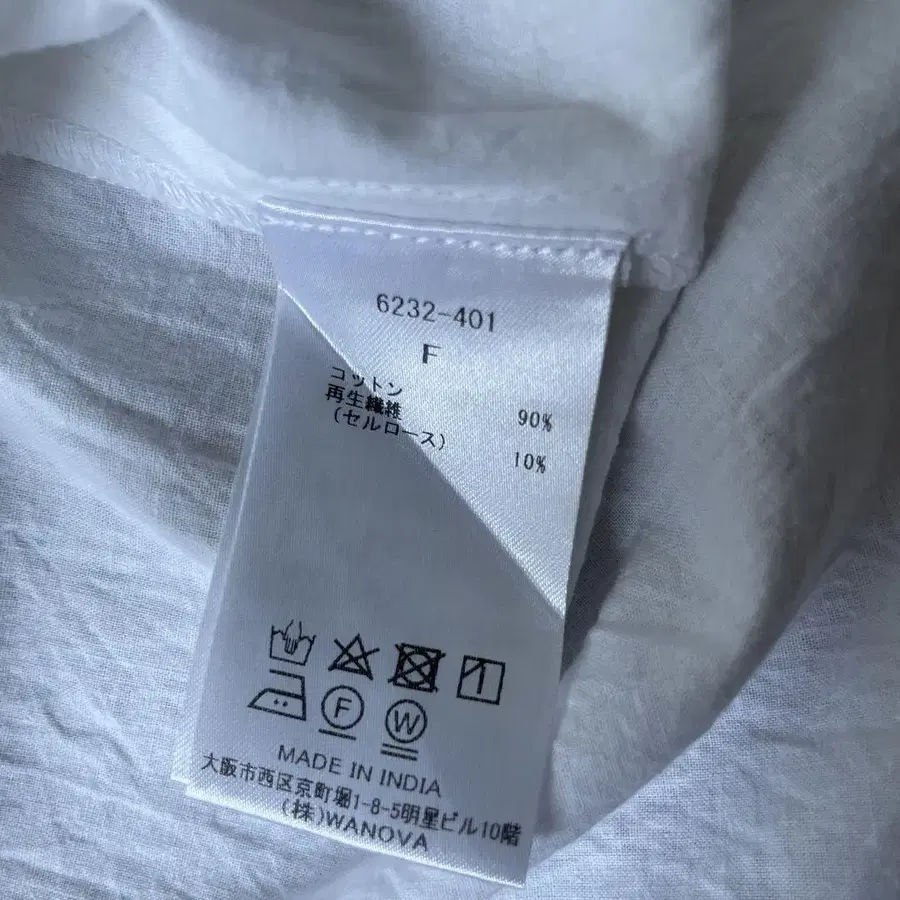 6232-401
F
コットン 90%
再生繊維
(セルロース) 10%
F W
MADE IN INDIA
大阪市西区京町堀1-8-5明星ビル10階
(株)WANOVA